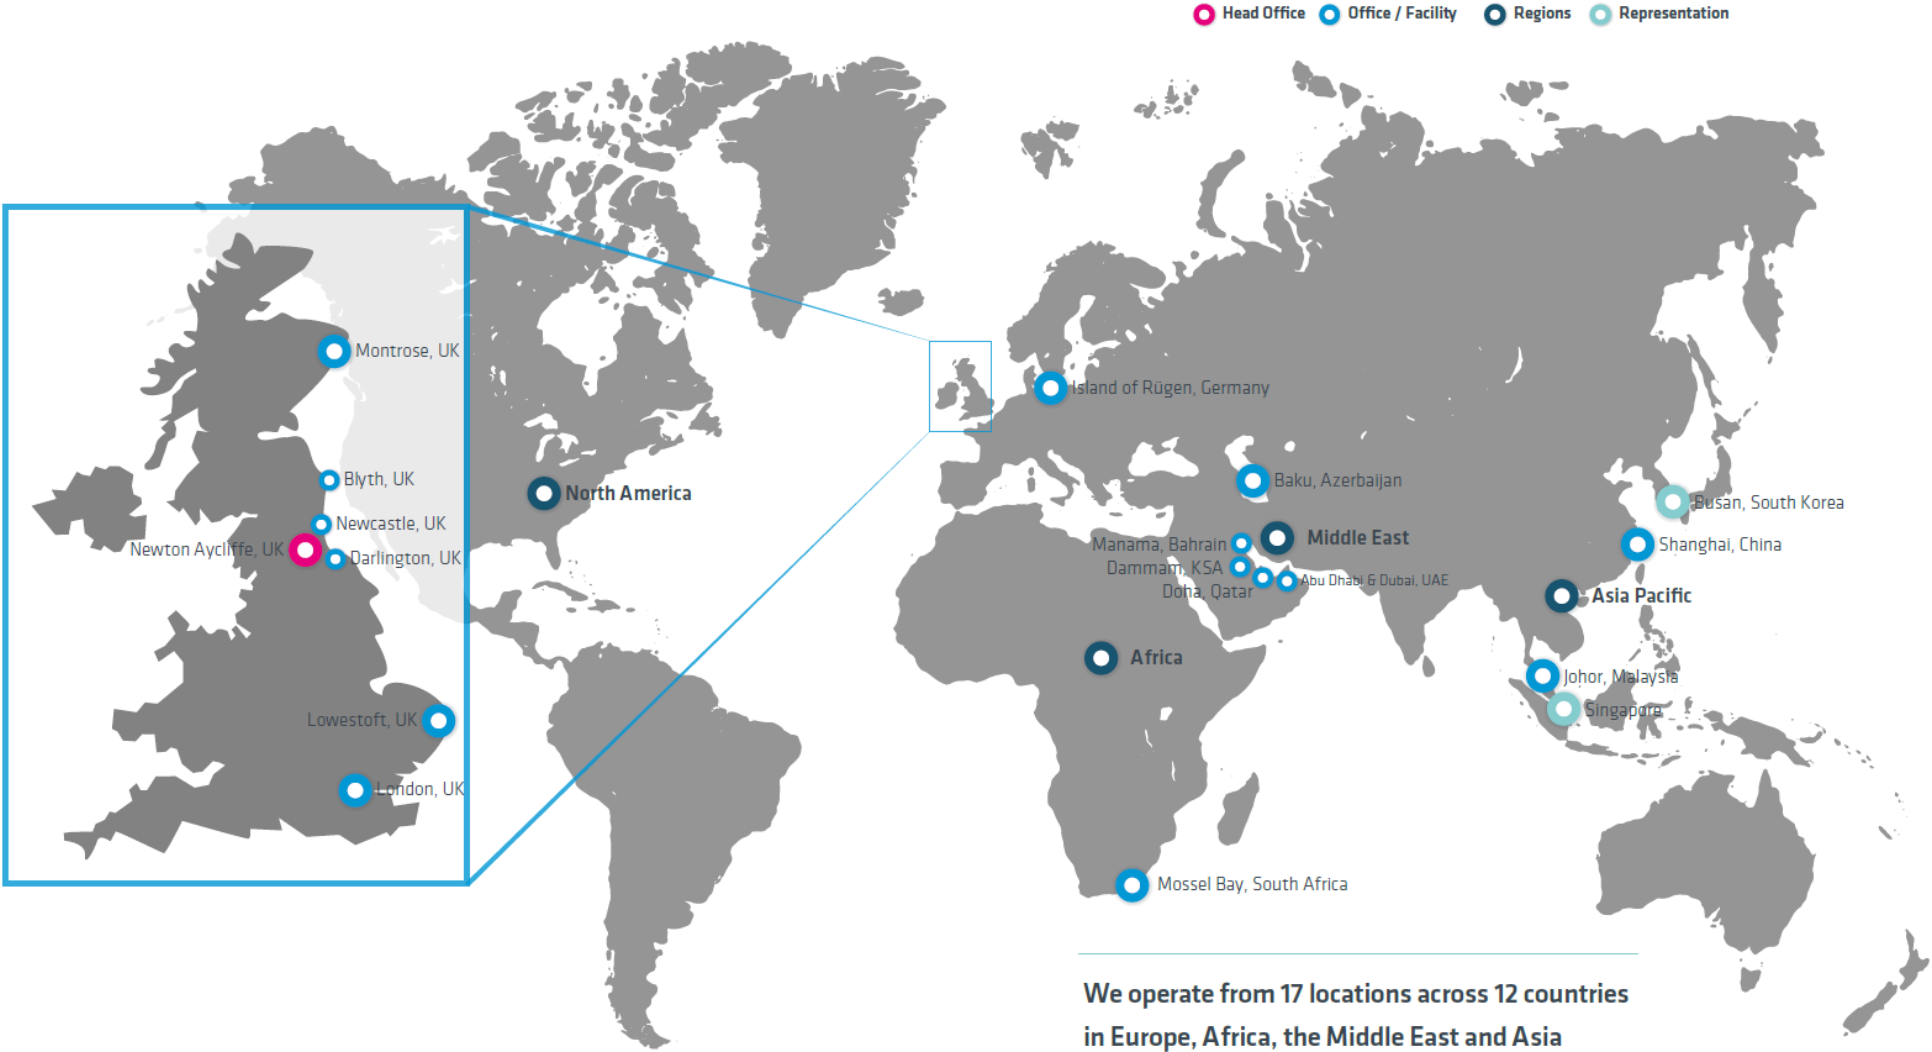 Head Office
Office / Facility
Regions
Representation
Montrose, UK
Island of Rügen, Germany
Blyth, UK
Baku, Azerbaijan
North America
Busan, South Korea
Newcastle, UK
Middle East
Manama, Bahrain
Shanghai, China
Newton Aycliffe, UK
Darlington, UK
Dammam, KSA
Abu Dhabi & Dubai, UAE
Doha, Qatar
Asia Pacific
Africa
Johor, Malaysia
Singapore
Lowestoft, UK
London, UK
Mossel Bay, South Africa
We operate from 17 locations across 12 countries
in Europe, Africa, the Middle East and Asia